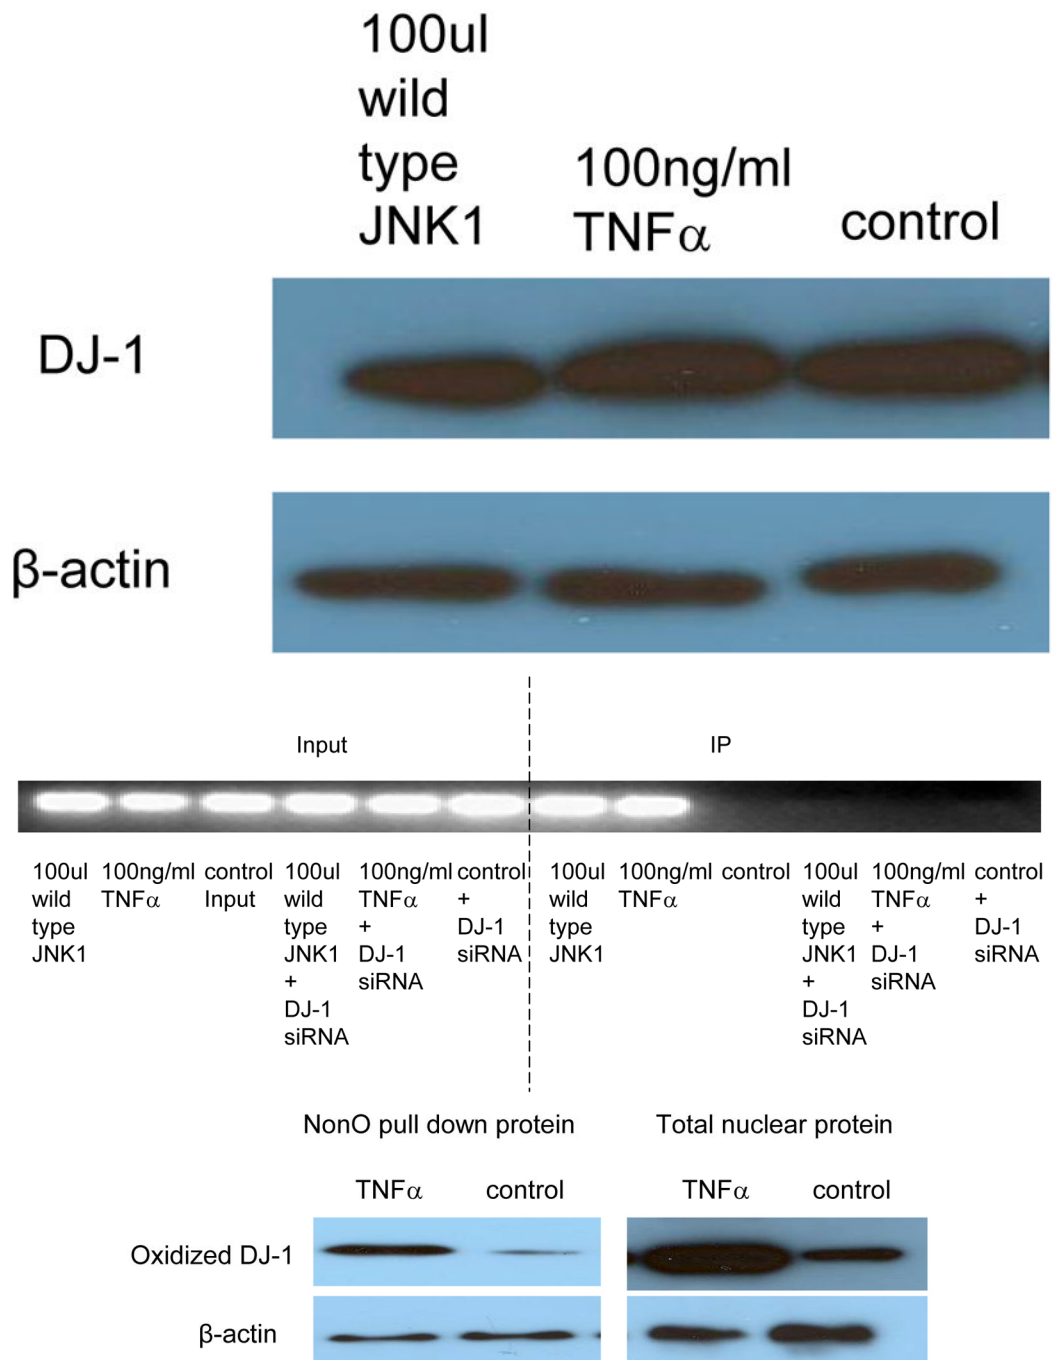 100ul
wild
type
JNK1
100ng/ml
TNFα
control
DJ-1
β-actin
Input
IP
100ul
wild
type
JNK1
100ng/ml
TNFα
control
Input
100ul
wild
type
JNK1
+
DJ-1
siRNA
100ng/ml
TNFα
+
DJ-1
siRNA
control
+
DJ-1
siRNA
100ul
wild
type
JNK1
100ng/ml
TNFα
control
100ul
wild
type
JNK1
+
DJ-1
siRNA
100ng/ml
TNFα
+
DJ-1
siRNA
control
+
DJ-1
siRNA
NonO pull down protein
Total nuclear protein
TNFα
control
TNFα
control
Oxidized DJ-1
β-actin